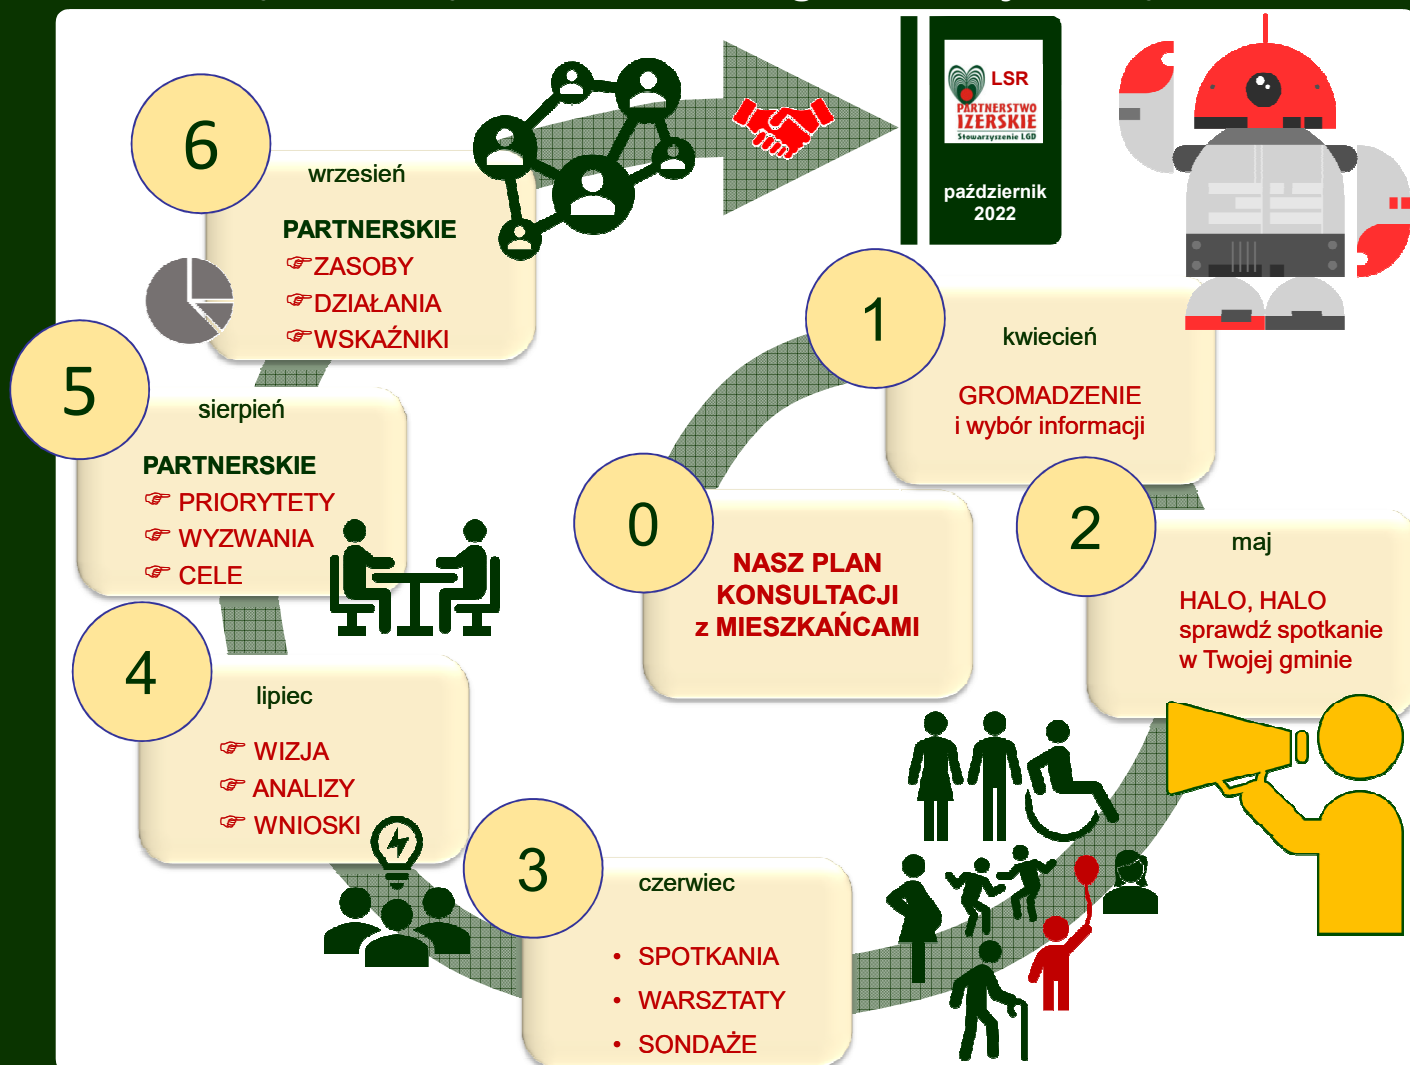 0
NASZ PLAN
KONSULTACJI
z MIESZKAŃCAMI
1
kwiecień
GROMADZENIE
i wybór informacji
2
maj
HALO, HALO
sprawdź spotkanie
w Twojej gminie
3
czerwiec
• SPOTKANIA
• WARSZTATY
• SONDAŻE
4
lipiec
☞ WIZJA
☞ ANALIZY
☞ WNIOSKI
5
sierpień
PARTNERSKIE
☞ PRIORYTETY
☞ WYZWANIA
☞ CELE
6
wrzesień
PARTNERSKIE
☞ ZASOBY
☞ DZIAŁANIA
☞ WSKAŹNIKI
LSR
PARTNERSTWO
IZERSKIE
Stowarzyszenie LGD
październik
2022